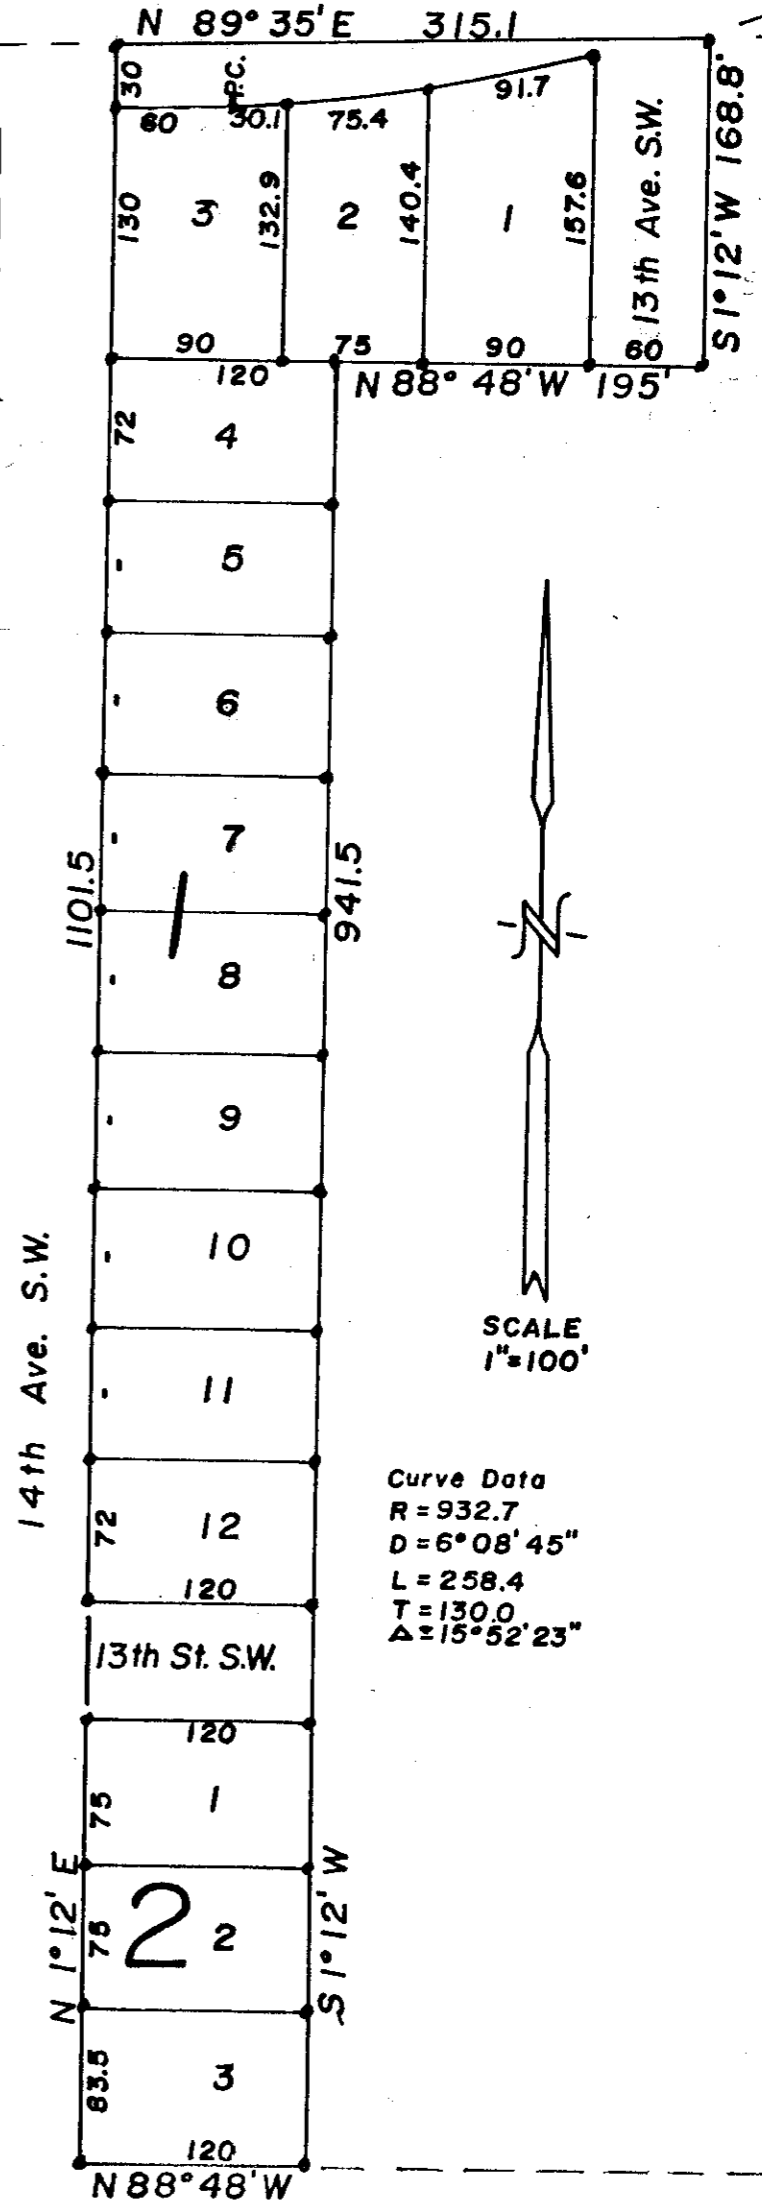 N 89° 35' E 315.1
30
P.C.
60 30.1 75.4 91.7
130 3 132.9 2 140.4 1 157.6 13th Ave. S.W. S 1° 12' W 168.8'
90 75 90 60
120 N 88° 48' W 195'
72 4
5
6
7
1101.5 1 941.5
8
9
10
14th Ave. S.W.
11
72 12
120
13th St. S.W.
120
75 1
N 1° 12' E 75 2 2 S 1° 12' W
83.5 3
120
N 88° 48' W
N
SCALE
1"=100'
Curve Data
R = 932.7
D = 6° 08' 45"
L = 258.4
T = 130.0
Δ = 15° 52' 23"